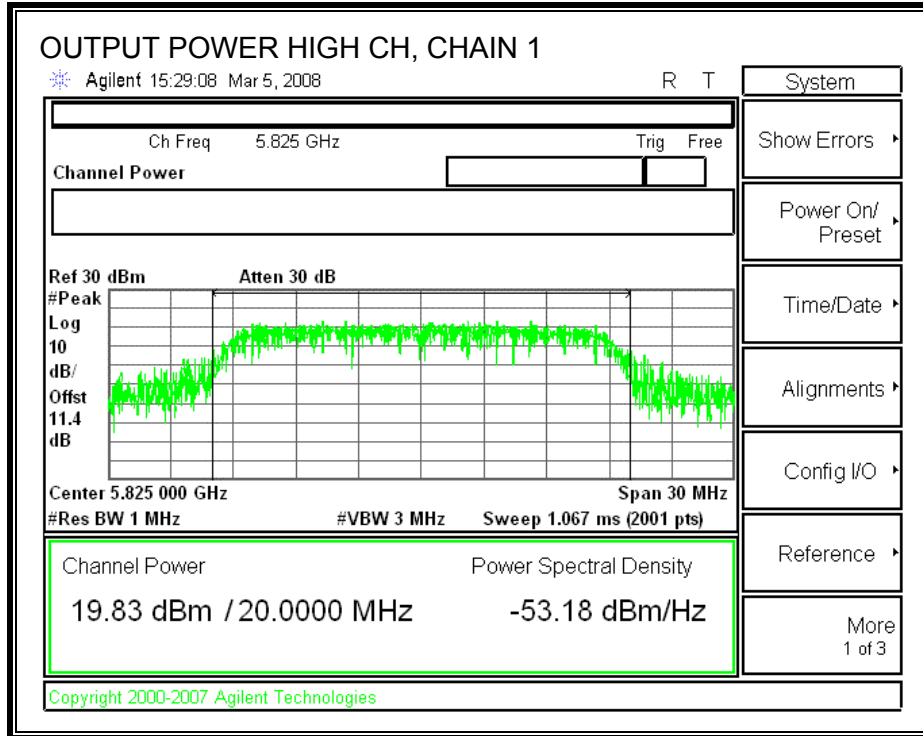 OUTPUT POWER HIGH CH, CHAIN 1
Agilent 15:29:08 Mar 5, 2008 R T
System
Ch Freq 5.825 GHz Trig Free
Show Errors
Channel Power
Power On/
Preset
Ref 30 dBm Atten 30 dB
#Peak
Log
10
dB/
Offst
11.4
dB
Time/Date
Alignments
Center 5.825 000 GHz Span 30 MHz
#Res BW 1 MHz #VBW 3 MHz Sweep 1.067 ms (2001 pts)
Config I/O
Channel Power Power Spectral Density
19.83 dBm / 20.0000 MHz -53.18 dBm/Hz
Reference
More
1 of 3
Copyright 2000-2007 Agilent Technologies